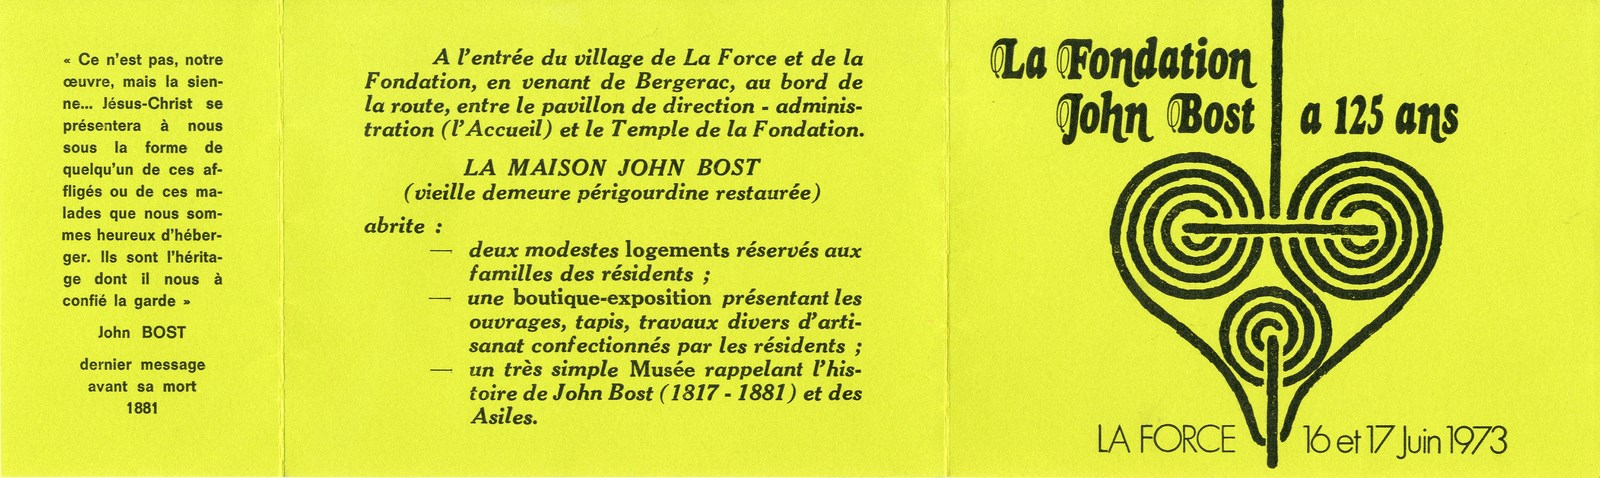 « Ce n'est pas, notre
œuvre, mais la sien-
ne... Jésus-Christ se
présentera à nous
sous la forme de
quelqu'un de ces af-
fligés ou de ces ma-
lades que nous som-
mes heureux d'héber-
ger. Ils sont l'hérita-
ge dont il nous à
confié la garde »
John BOST
dernier message
avant sa mort
1881
A l'entrée du village de La Force et de la
Fondation, en venant de Bergerac, au bord de
la route, entre le pavillon de direction - adminis-
tration (l'Accueil) et le Temple de la Fondation.
LA MAISON JOHN BOST
(vieille demeure périgourdine restaurée)
abrite :
— deux modestes logements réservés aux
familles des résidents ;
— une boutique-exposition présentant les
ouvrages, tapis, travaux divers d'arti-
sanat confectionnés par les résidents ;
— un très simple Musée rappelant l'his-
toire de John Bost (1817 - 1881) et des
Asiles.
La Fondation
John Bost a 125 ans
LA FORCE 16 et 17 Juin 1973